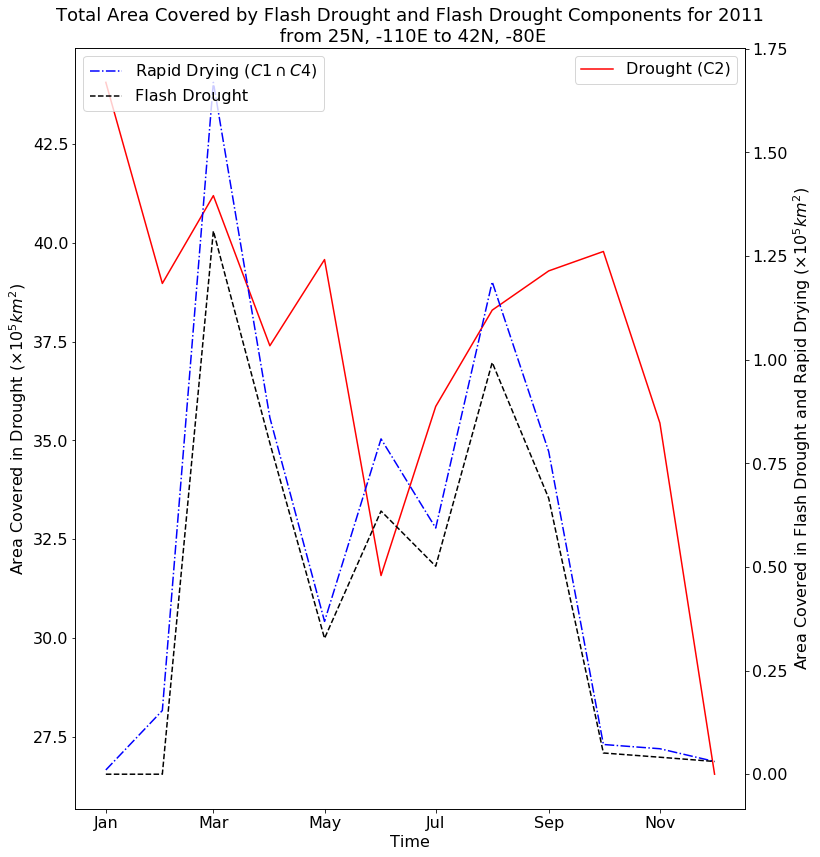 Total Area Covered by Flash Drought and Flash Drought Components for 2011
from 25N, -110E to 42N, -80E
Rapid Drying (C1 ∩ C4)
Flash Drought
Drought (C2)
Area Covered in Drought (×10⁵km²)
42.5
40.0
37.5
35.0
32.5
30.0
27.5
1.75
1.50
1.25
1.00
0.75
0.50
0.25
0.00
Area Covered in Flash Drought and Rapid Drying (×10⁵km²)
Jan Mar May Jul Sep Nov
Time